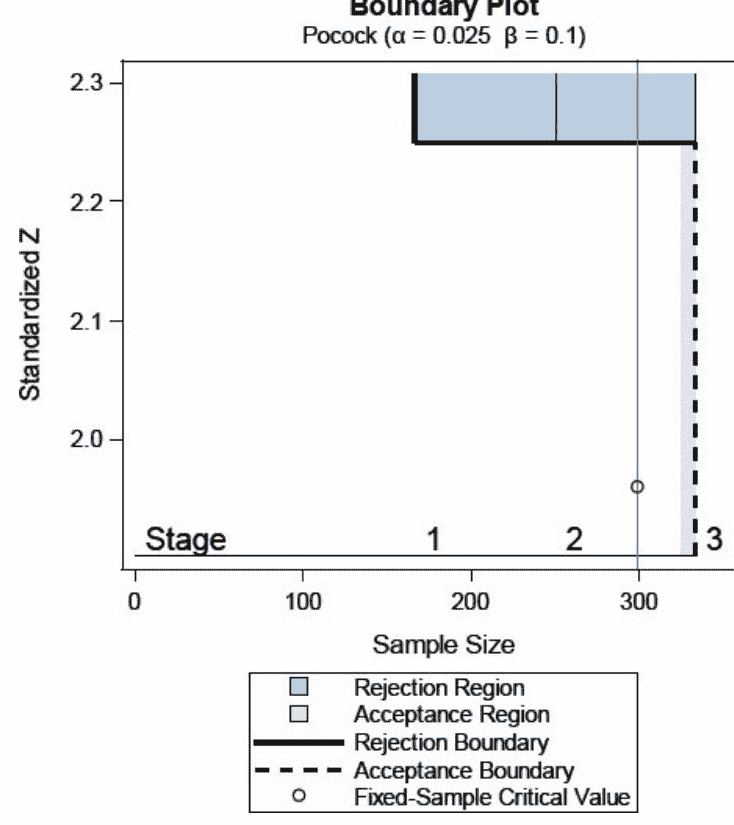 Boundary Plot
Pocock (α = 0.025 β = 0.1)
2.3
2.2
2.1
2.0
Standardized Z
Stage 1 2 3
0 100 200 300
Sample Size
Rejection Region
Acceptance Region
Rejection Boundary
Acceptance Boundary
Fixed-Sample Critical Value